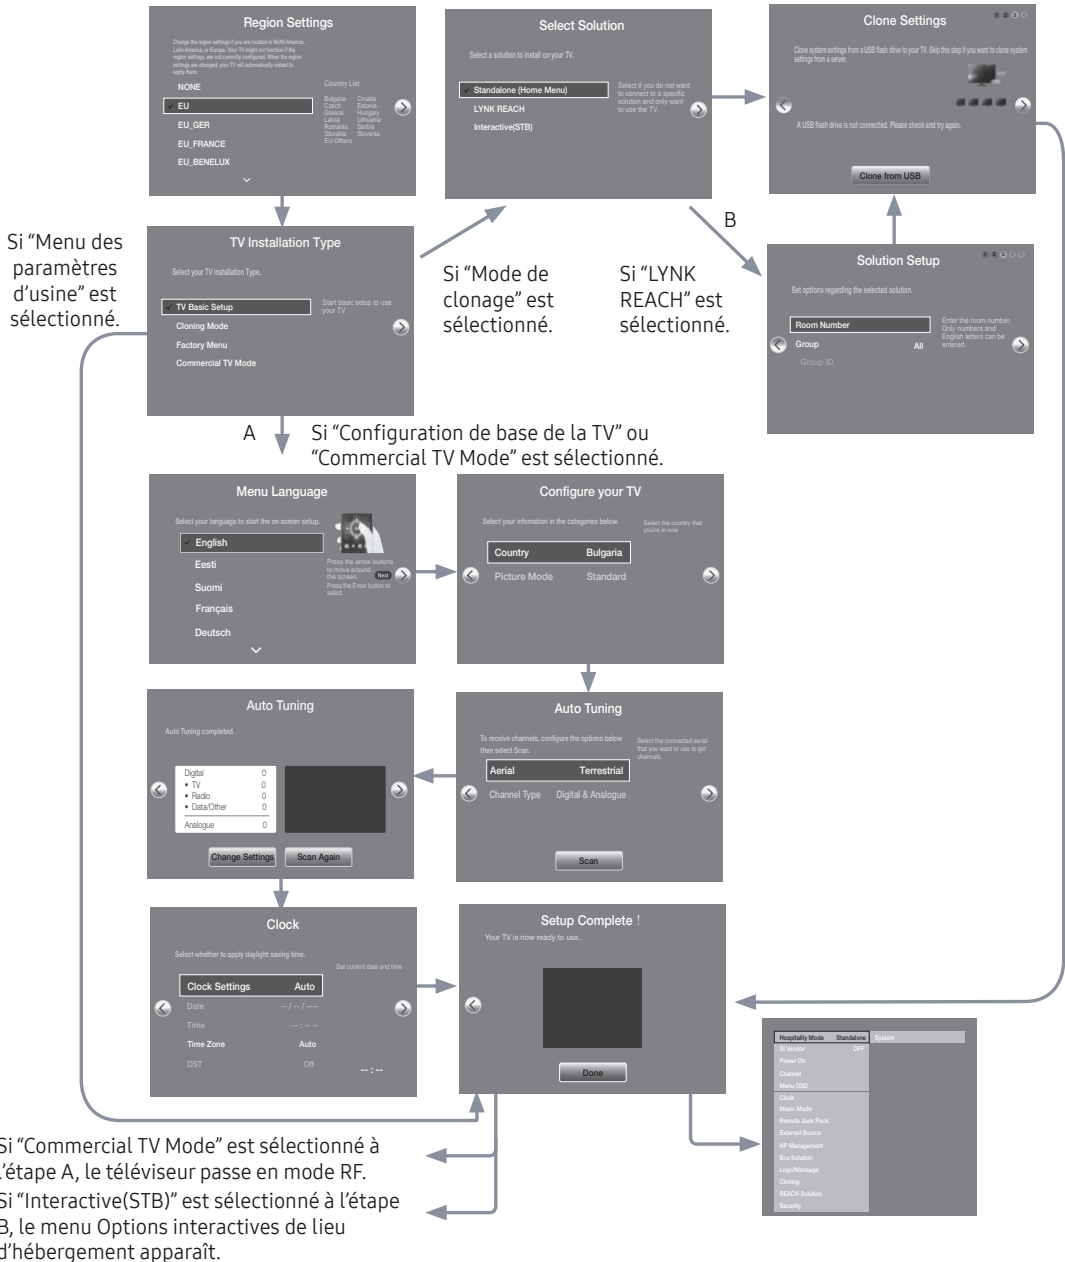 Region Settings
Change the region settings if you are located in North America,
Latin America, or Europe. Your TV might not function if the
region settings are not correctly configured. When the region
settings are changed, your TV will automatically restart to
apply them.
NONE
EU
EU_GER
EU_FRANCE
EU_BENELUX
Country List
Bulgaria Croatia
Czech Estonia
Greece Hungary
Latvia Lithuania
Romania Serbia
Slovakia Slovenia
EU-Others
Select Solution
Select a solution to install on your TV.
Standalone (Home Menu)
LYNK REACH
Interactive(STB)
Select if you do not want
to connect to a specific
solution and only want
to use the TV.
Clone Settings
1 2 3 4
Clone system settings from a USB flash drive to your TV. Skip this step if you want to clone system
settings from a server.
A USB flash drive is not connected. Please check and try again.
Clone from USB
Si “Menu des
paramètres
d’usine” est
sélectionné.
TV Installation Type
Select your TV installation Type.
TV Basic Setup
Cloning Mode
Factory Menu
Commercial TV Mode
Start basic setup to use
your TV.
Si “Mode de
clonage” est
sélectionné.
B
Si “LYNK
REACH” est
sélectionné.
Solution Setup
Set options regarding the selected solution.
Room Number
Group All
Group ID
Enter the room number.
Only numbers and
English letters can be
entered.
A
Si “Configuration de base de la TV” ou
“Commercial TV Mode” est sélectionné.
Menu Language
Select your language to start the on screen setup.
English
Eesti
Suomi
Français
Deutsch
Press the arrow buttons
to move around
the screen.
Press the Enter button to
select.
Next
Configure your TV
Select your infomation in the categories below.
Country Bulgaria
Picture Mode Standard
Select the country that
you're in now
Auto Tuning
Auto Tuning completed.
Digital 0
• TV 0
• Radio 0
• Data/Other 0
Analogue 0
Change Settings Scan Again
Auto Tuning
To receive channels, configure the options below
then select Scan.
Aerial Terrestrial
Channel Type Digital & Analogue
Select the connected aerial
that you want to use to get
channels.
Scan
Clock
Select whether to apply daylight saving time.
Set current date and time
Clock Settings Auto
Date -- / -- / ----
Time -- : -- --
Time Zone Auto
DST Off
-- : --
Setup Complete !
Your TV is now ready to use.
Done
Hospitality Mode Standalone System
SI Vendor OFF
Power On
Channel
Menu OSD
Clock
Music Mode
Remote Jack Pack
External Source
HP Management
Eco Solution
Logo/Message
Cloning
REACH Solution
Security
Si “Commercial TV Mode” est sélectionné à
l’étape A, le téléviseur passe en mode RF.
Si “Interactive(STB)” est sélectionné à l’étape
B, le menu Options interactives de lieu
d’hébergement apparaît.